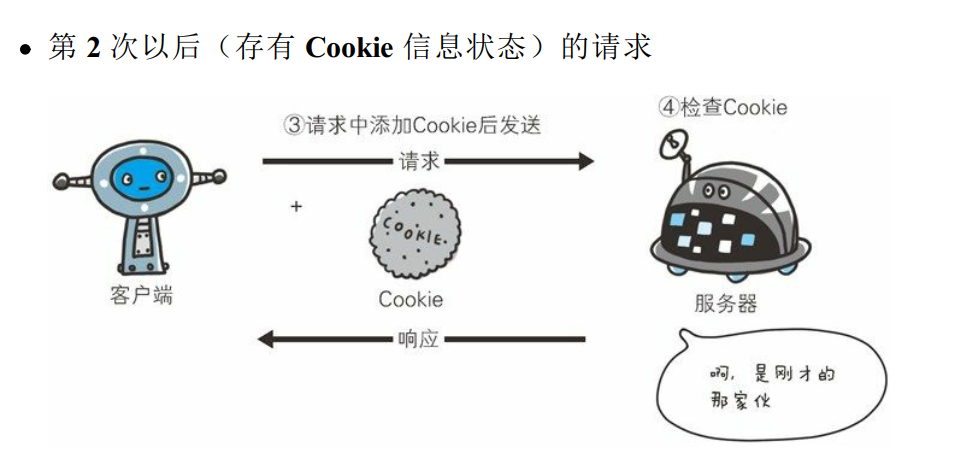 • 第 2 次以后（存有 Cookie 信息状态）的请求
④检查Cookie
③请求中添加Cookie后发送
请求
+
COOKIE.
客户端
Cookie
服务器
响应
啊，是刚才的
那家伙